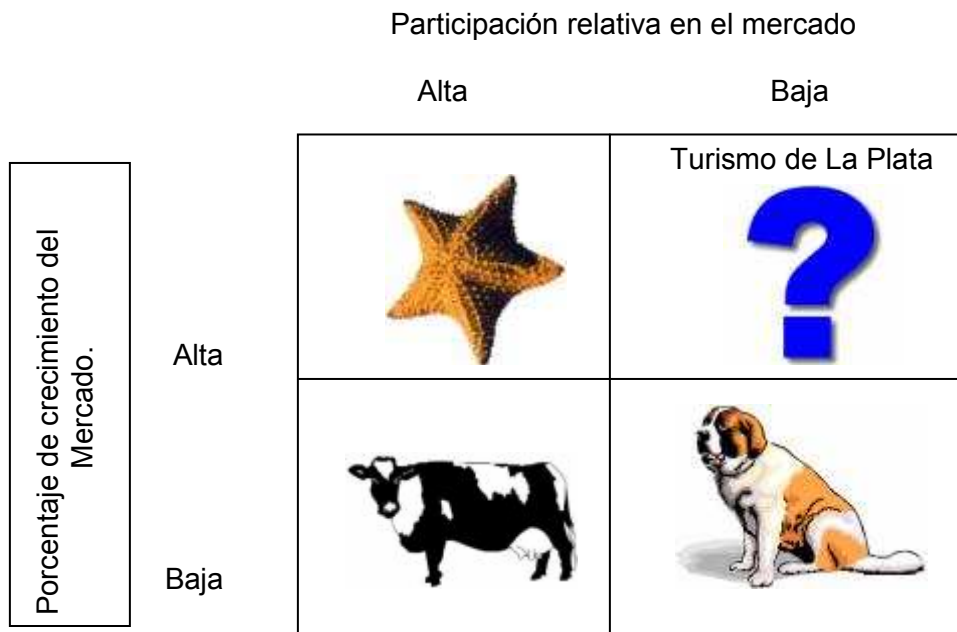 Participación relativa en el mercado
Alta Baja
Turismo de La Plata
Porcentaje de crecimiento del
Mercado.
Alta
Baja